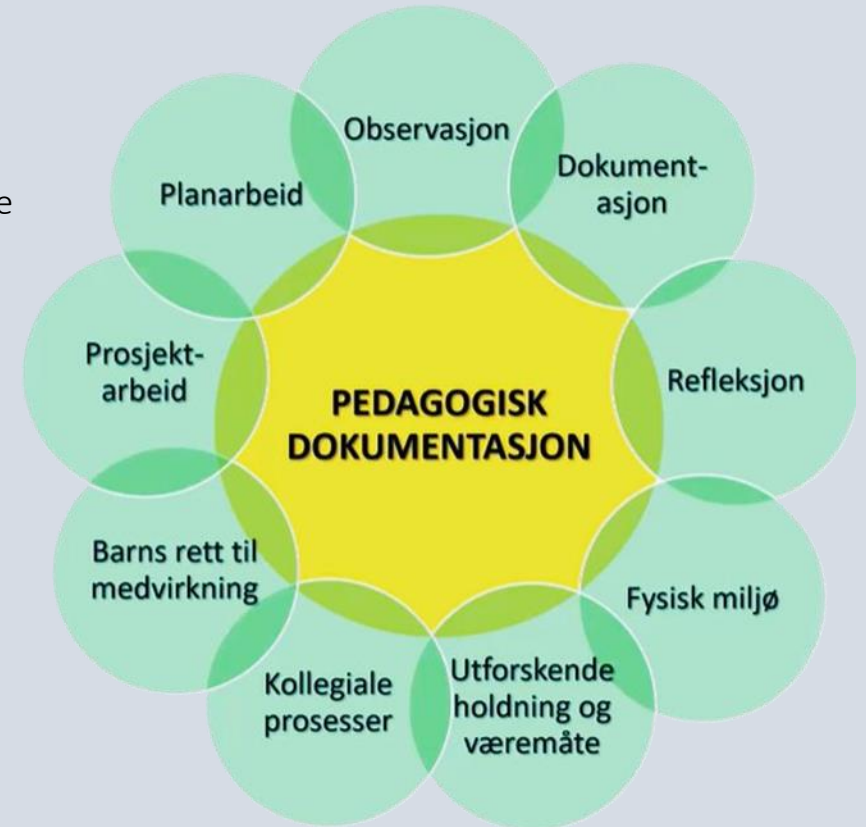 e
Observasjon
Dokument-
asjon
Planarbeid
Prosjekt-
arbeid
Refleksjon
PEDAGOGISK
DOKUMENTASJON
Barns rett til
medvirkning
Fysisk miljø
Kollegiale
prosesser
Utforskende
holdning og
væremåte